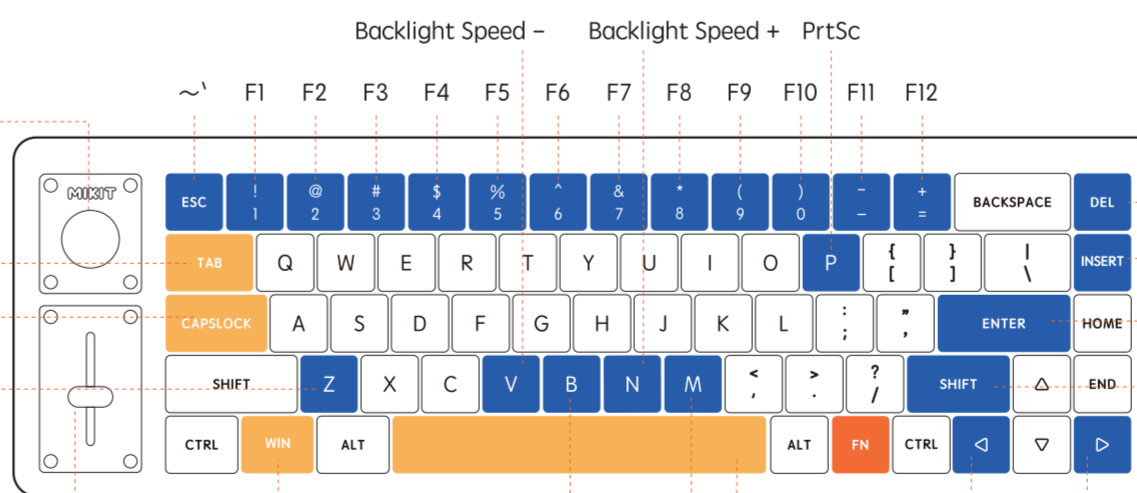 Backlight Speed – Backlight Speed + PrtSc
~‵ F1 F2 F3 F4 F5 F6 F7 F8 F9 F10 F11 F12
MIKIT
ESC ! 1 @ 2 # 3 $ 4 % 5 ^ 6 & 7 * 8 ( 9 ) 0 – – + = BACKSPACE DEL
TAB Q W E R T Y U I O P { [ } ] | \ INSERT
CAPSLOCK A S D F G H J K L : ; " , ENTER HOME
SHIFT Z X C V B N M < , > . ? / SHIFT END
CTRL WIN ALT ALT FN CTRL